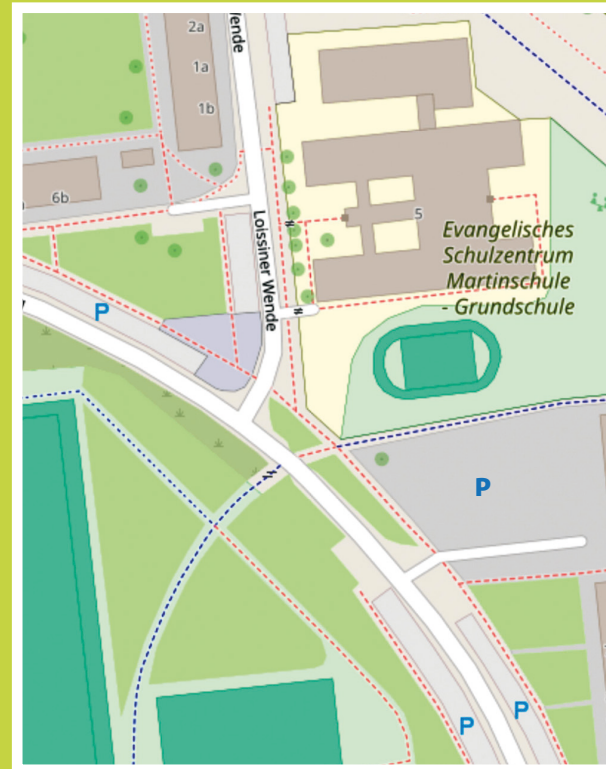 2a
Wende
1a
1b
6b
Loissiner Wende
5
Evangelisches
Schulzentrum
Martinschule
- Grundschule
P
P
P
P